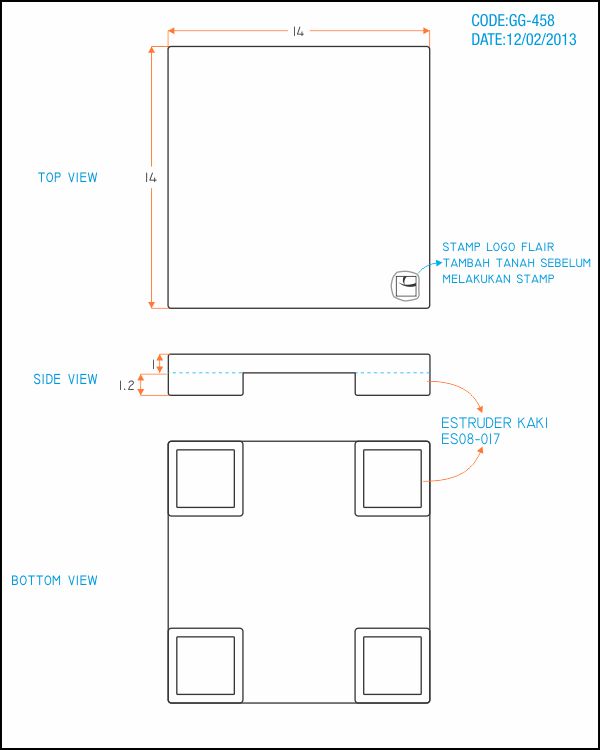 CODE:GG-458
DATE:12/02/2013
14
TOP VIEW
14
STAMP LOGO FLAIR
TAMBAH TANAH SEBELUM
MELAKUKAN STAMP
1
SIDE VIEW
1.2
ESTRUDER KAKI
ES08-017
BOTTOM VIEW